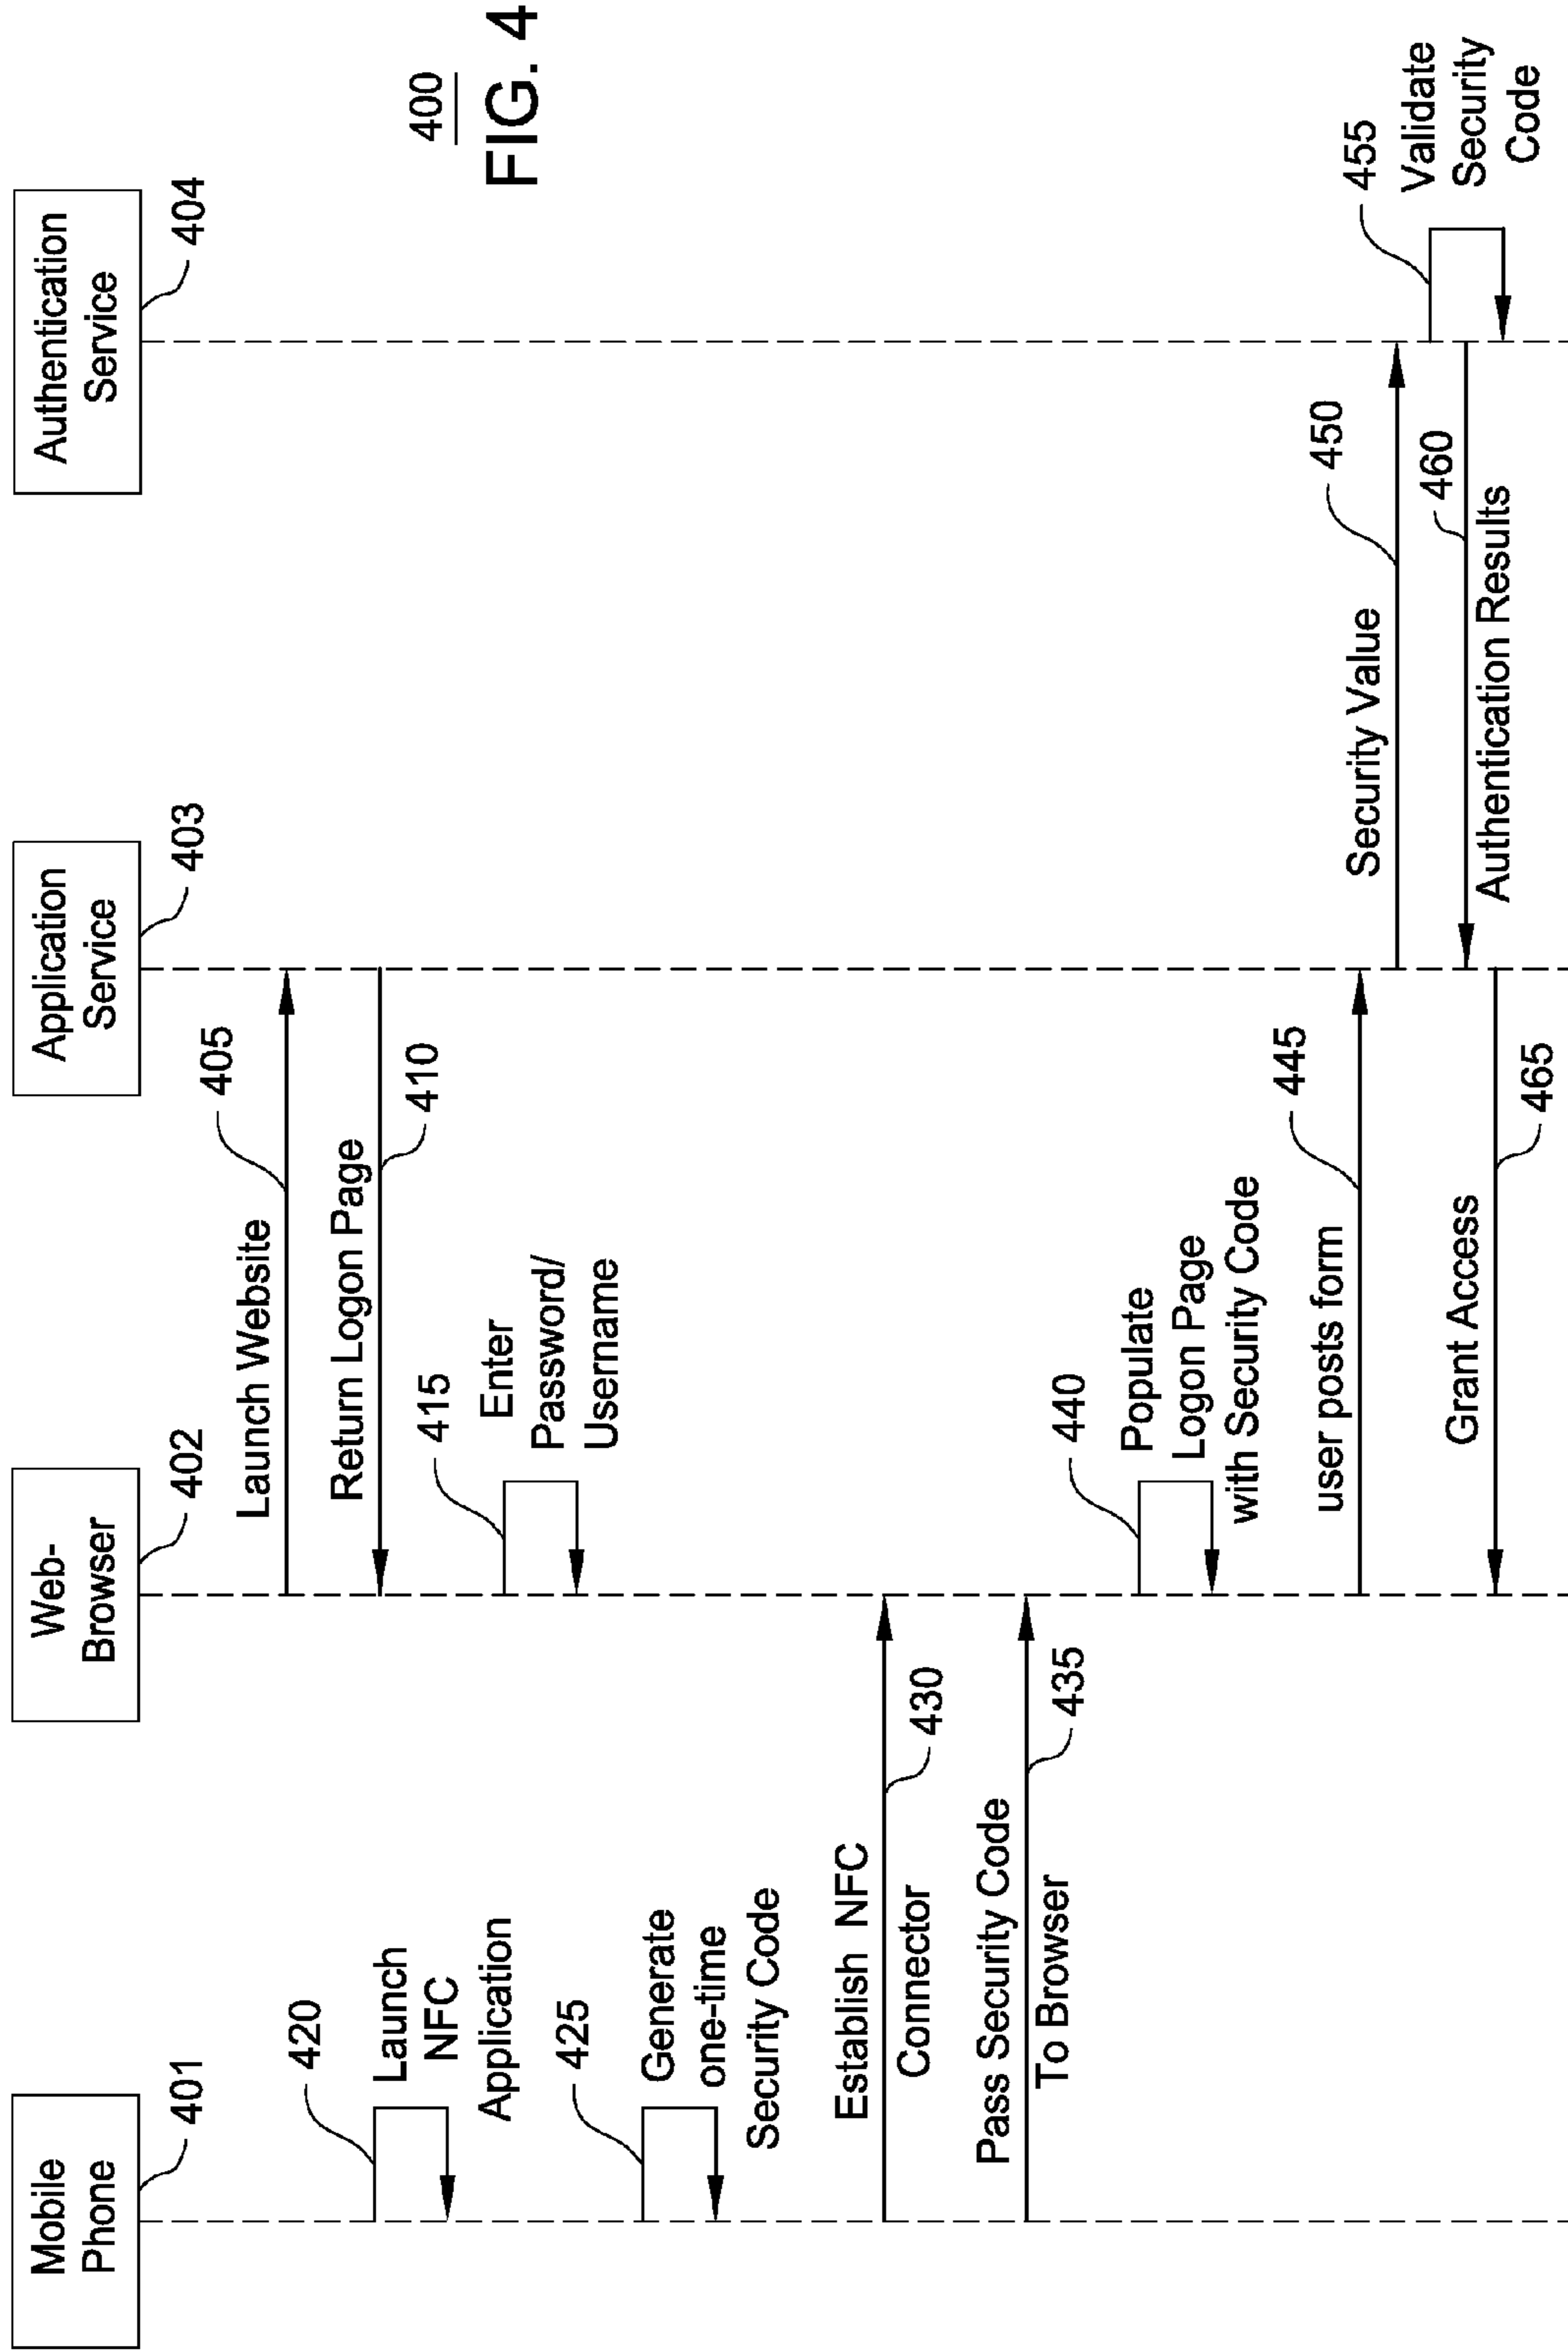 Mobile
Phone
401
Web-
Browser
402
Application
Service
403
Authentication
Service
404
Launch Website
405
Return Logon Page
410
420
Launch
NFC
Application
415
Enter
Password/
Username
425
Generate
one-time
Security Code
Establish NFC
Connector
430
Pass Security Code
To Browser
435
440
Populate
Logon Page
with Security Code
user posts form
445
Security Value
450
455
Validate
Security
Code
460
Authentication Results
Grant Access
465
400
FIG. 4